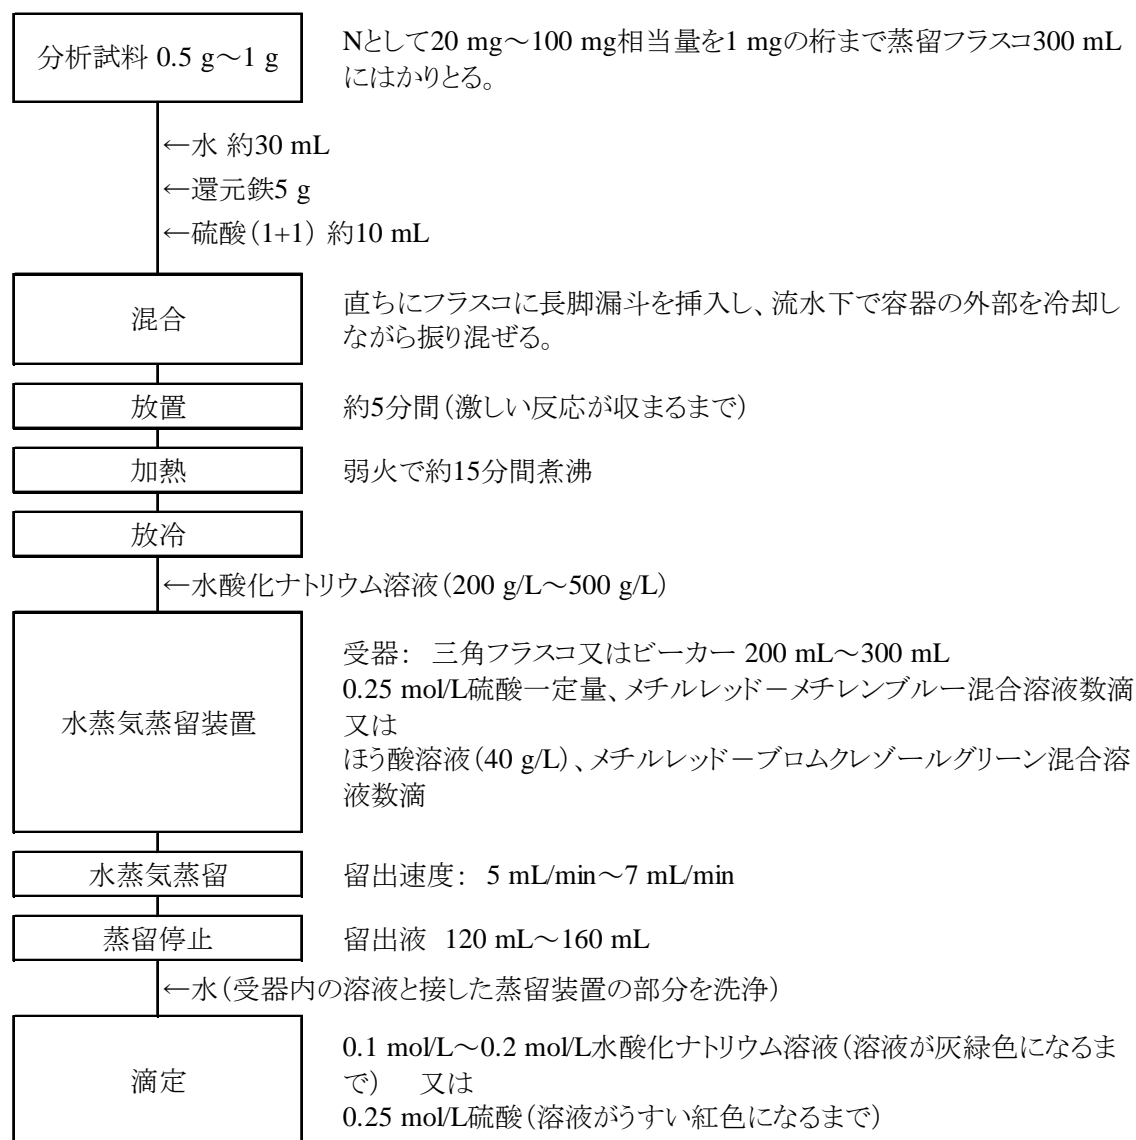 分析試料 0.5 g～1 g
Nとして20 mg～100 mg相当量を1 mgの桁まで蒸留フラスコ300 mL
にはかりとる。
←水 約30 mL
←還元鉄5 g
←硫酸（1+1） 約10 mL
混合
直ちにフラスコに長脚漏斗を挿入し、流水下で容器の外部を冷却し
ながら振り混ぜる。
放置
約5分間（激しい反応が収まるまで）
加熱
弱火で約15分間煮沸
放冷
←水酸化ナトリウム溶液（200 g/L～500 g/L）
水蒸気蒸留装置
受器： 三角フラスコ又はビーカー 200 mL～300 mL
0.25 mol/L硫酸一定量、メチルレッド－メチレンブルー混合溶液数滴
又は
ほう酸溶液（40 g/L）、メチルレッド－ブロムクレゾールグリーン混合溶
液数滴
水蒸気蒸留
留出速度： 5 mL/min～7 mL/min
蒸留停止
留出液 120 mL～160 mL
←水（受器内の溶液と接した蒸留装置の部分を洗浄）
滴定
0.1 mol/L～0.2 mol/L水酸化ナトリウム溶液（溶液が灰緑色になるま
で） 又は
0.25 mol/L硫酸（溶液がうすい紅色になるまで）